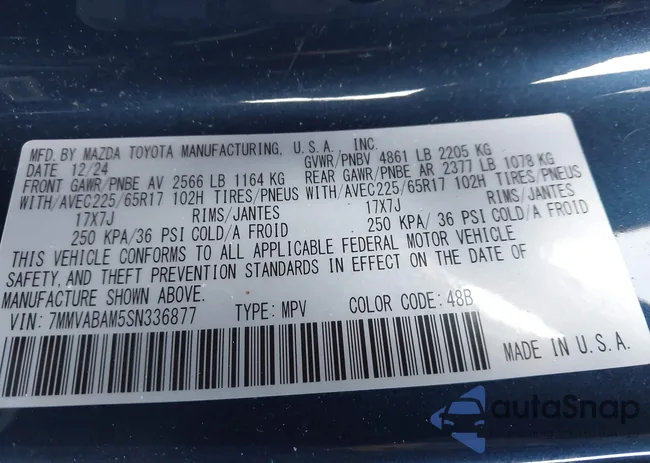 MFD. BY MAZDA TOYOTA MANUFACTURING, U.S.A. INC.
DATE 12/24 GVWR/PNBV 4861 LB 2205 KG
FRONT GAWR/PNBE AV 2566 LB 1164 KG REAR GAWR/PNBE AR 2377 LB 1078 KG
WITH/AVEC225/65R17 102H TIRES/PNEUS WITH/AVEC225/65R17 102H TIRES/PNEUS
17X7J RIMS/JANTES 17X7J RIMS/JANTES
250 KPA/36 PSI COLD/A FROID 250 KPA/ 36 PSI COLD/A FROID
THIS VEHICLE CONFORMS TO ALL APPLICABLE FEDERAL MOTOR VEHICLE
SAFETY, AND THEFT PREVENTION STANDARDS IN EFFECT ON THE DATE OF
MANUFACTURE SHOWN ABOVE.
VIN: 7MMVABAM5SN336877 TYPE: MPV COLOR CODE: 48B
MADE IN U.S.A.
autoSnap